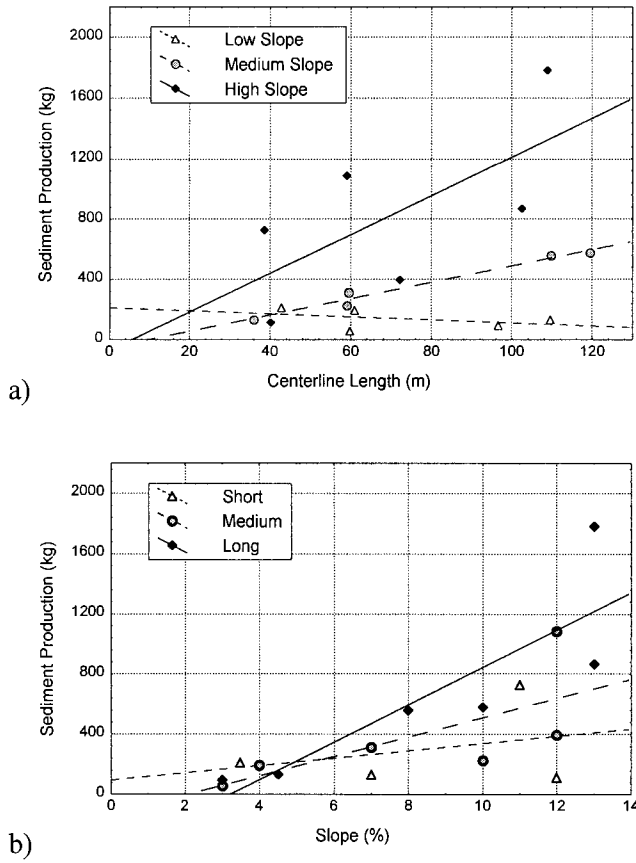 2000
Low Slope
Medium Slope
High Slope
1600
1200
800
400
0
Sediment Production (kg)
0 20 40 60 80 100 120
Centerline Length (m)
a)
2000
Short
Medium
Long
1600
1200
800
400
0
Sediment Production (kg)
0 2 4 6 8 10 12 14
Slope (%)
b)